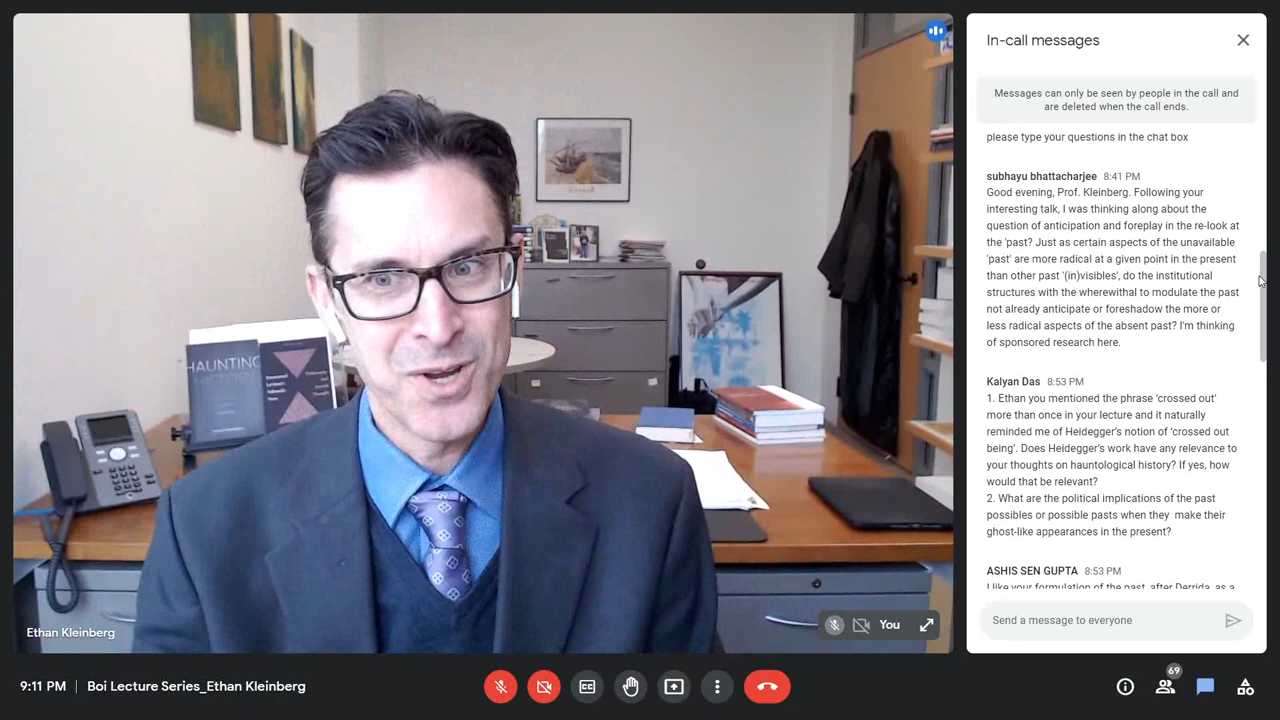 HAUNTING
Ethan Kleinberg
You
9:11 PM | Boi Lecture Series_Ethan Kleinberg
69
In-call messages
Messages can only be seen by people in the call and
are deleted when the call ends.
please type your questions in the chat box
subhayu bhattacharjee 8:41 PM
Good evening, Prof. Kleinberg. Following your
interesting talk, I was thinking along about the
question of anticipation and foreplay in the re-look at
the 'past? Just as certain aspects of the unavailable
'past' are more radical at a given point in the present
than other past '(in)visibles', do the institutional
structures with the wherewithal to modulate the past
not already anticipate or foreshadow the more or
less radical aspects of the absent past? I'm thinking
of sponsored research here.
Kalyan Das 8:53 PM
1. Ethan you mentioned the phrase ‘crossed out’
more than once in your lecture and it naturally
reminded me of Heidegger’s notion of ‘crossed out
being’. Does Heidegger’s work have any relevance to
your thoughts on hauntological history? If yes, how
would that be relevant?
2. What are the political implications of the past
possibles or possible pasts when they make their
ghost-like appearances in the present?
ASHIS SEN GUPTA 8:53 PM
I like your formulation of the past, after Derrida, as a
Send a message to everyone